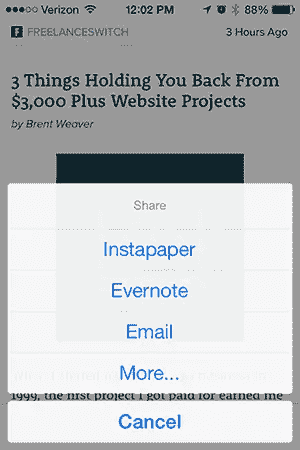 Verizon 12:02 PM 88%
F FREELANCESWITCH 3 Hours Ago
3 Things Holding You Back From
$3,000 Plus Website Projects
by Brent Weaver
Share
Instapaper
Evernote
Email
More...
1999, the first project I got paid for earned me
Cancel